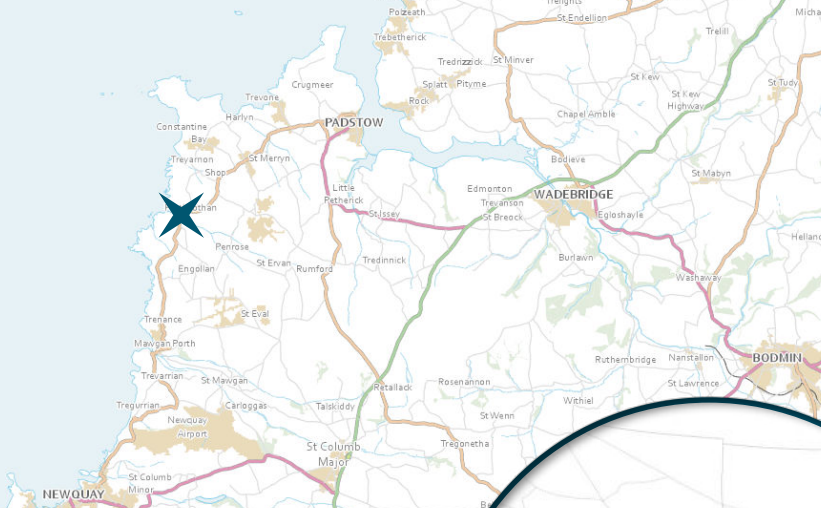 Treights
Micha
Polzeath
St Endellion
Trebetherick
Trelill
Tredrizzick
St Minver
St Kew
St Tudy
Crugmeer
Splatt
Pityme
Trevone
Rock
St Kew
Highway
Harlyn
Chapel Amble
PADSTOW
Constantine
Bay
Treyarnon
St Merryn
Bodieve
Shop
St Mabyn
Little
Petherick
Edmonton
WADEBRIDGE
Trevanson
St Issey
St Breock
Egloshayle
Penrose
Helland
St Ervan
Tredinnick
Burlawn
Engollan
Rumford
Washaway
St Eval
Trenance
Mawgan Porth
Ruthernbridge
Nanstallon
BODMIN
Trevarrian
St Mawgan
Retallack
Rosenannon
St Lawrence
Tregurrian
Carloggas
Talskiddy
Withiel
Newquay
Airport
St Wenn
St Columb
Major
Tregonetha
St Columb
Minor
NEWQUAY
Be